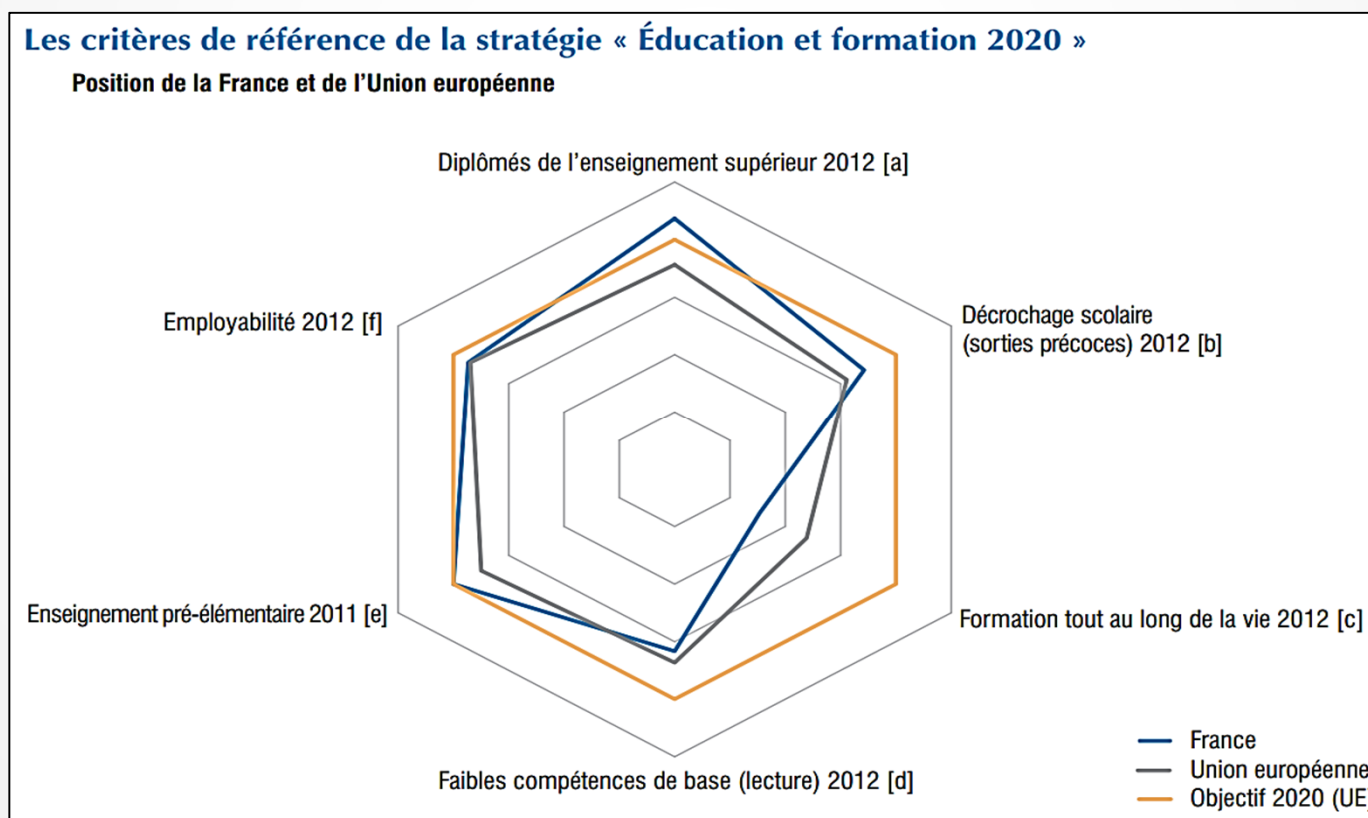 Les critères de référence de la stratégie « Éducation et formation 2020 »
Position de la France et de l’Union européenne
Diplômés de l’enseignement supérieur 2012 [a]
Employabilité 2012 [f]
Décrochage scolaire
(sorties précoces) 2012 [b]
Enseignement pré-élémentaire 2011 [e]
Formation tout au long de la vie 2012 [c]
Faibles compétences de base (lecture) 2012 [d]
France
Union européenne
Objectif 2020 (UE)